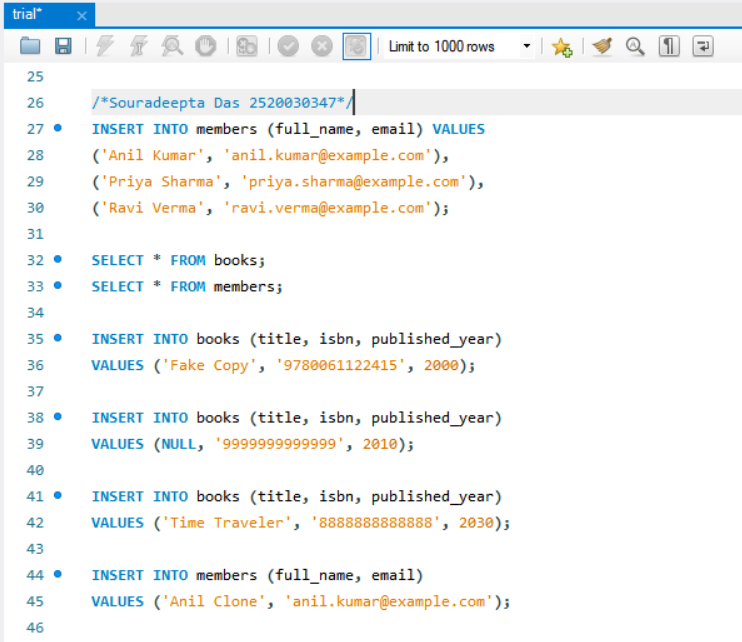 trial*
Limit to 1000 rows
25
26 /*Souradeepta Das 2520030347*/
27 INSERT INTO members (full_name, email) VALUES
28 ('Anil Kumar', 'anil.kumar@example.com'),
29 ('Priya Sharma', 'priya.sharma@example.com'),
30 ('Ravi Verma', 'ravi.verma@example.com');
31
32 SELECT * FROM books;
33 SELECT * FROM members;
34
35 INSERT INTO books (title, isbn, published_year)
36 VALUES ('Fake Copy', '9780061122415', 2000);
37
38 INSERT INTO books (title, isbn, published_year)
39 VALUES (NULL, '9999999999999', 2010);
40
41 INSERT INTO books (title, isbn, published_year)
42 VALUES ('Time Traveler', '8888888888888', 2030);
43
44 INSERT INTO members (full_name, email)
45 VALUES ('Anil Clone', 'anil.kumar@example.com');
46